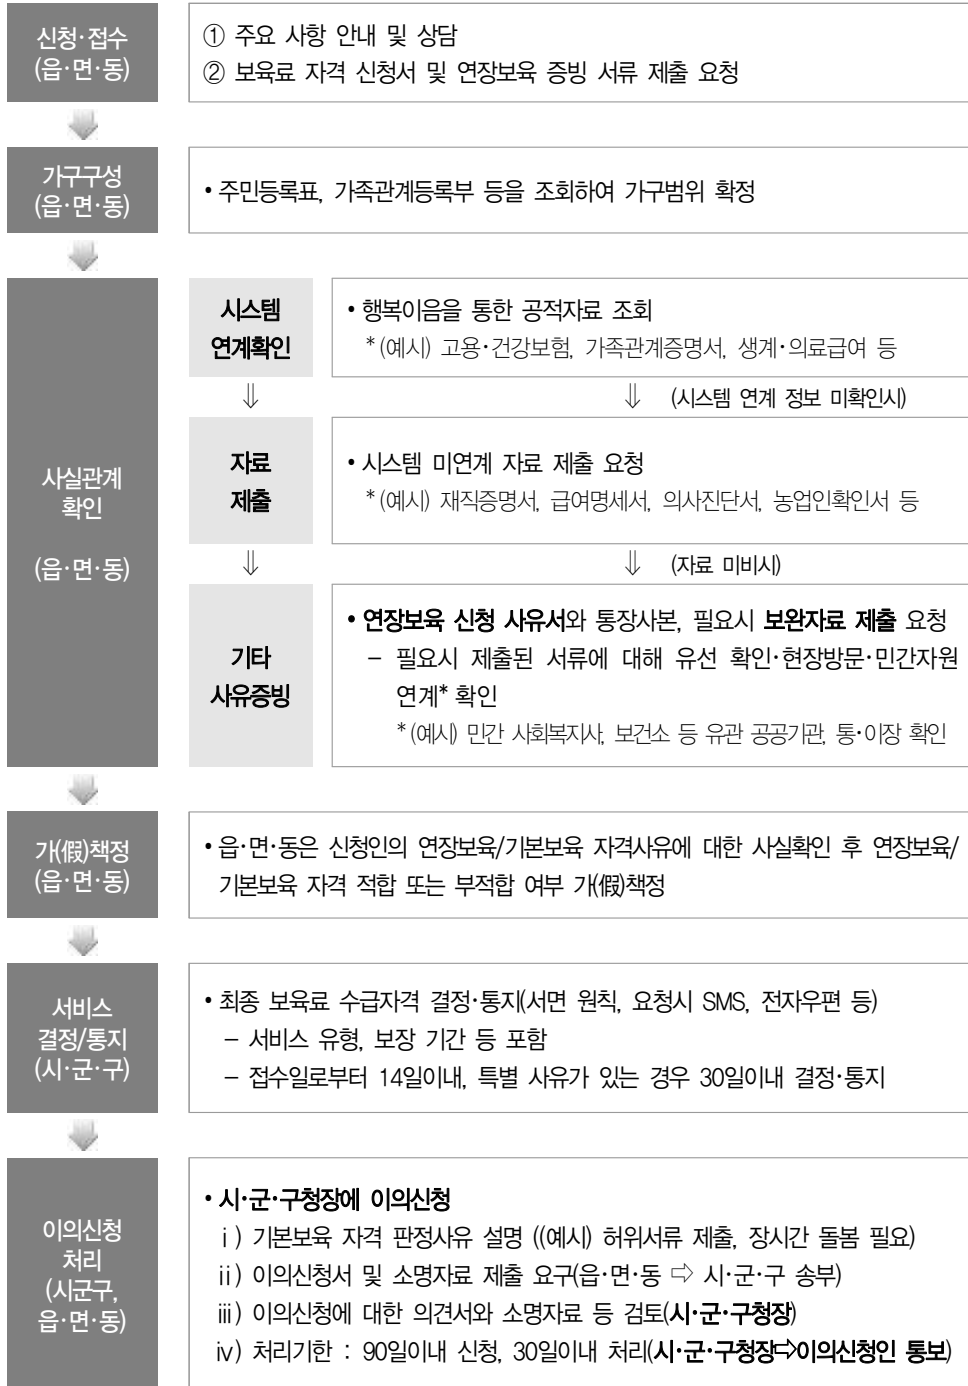 신청·접수
(읍·면·동)
① 주요 사항 안내 및 상담
② 보육료 자격 신청서 및 연장보육 증빙 서류 제출 요청
가구구성
(읍·면·동)
• 주민등록표, 가족관계등록부 등을 조회하여 가구범위 확정
사실관계
확인
(읍·면·동)
시스템
연계확인
• 행복이음을 통한 공적자료 조회
* (예시) 고용·건강보험, 가족관계증명서, 생계·의료급여 등
⇓
⇓ (시스템 연계 정보 미확인시)
자료
제출
• 시스템 미연계 자료 제출 요청
* (예시) 재직증명서, 급여명세서, 의사진단서, 농업인확인서 등
⇓
⇓ (자료 미비시)
기타
사유증빙
• 연장보육 신청 사유서와 통장사본, 필요시 보완자료 제출 요청
– 필요시 제출된 서류에 대해 유선 확인·현장방문·민간자원
연계* 확인
* (예시) 민간 사회복지사, 보건소 등 유관 공공기관, 통·이장 확인
가(假)책정
(읍·면·동)
• 읍·면·동은 신청인의 연장보육/기본보육 자격사유에 대한 사실확인 후 연장보육/
기본보육 자격 적합 또는 부적합 여부 가(假)책정
서비스
결정/통지
(시·군·구)
• 최종 보육료 수급자격 결정·통지(서면 원칙, 요청시 SMS, 전자우편 등)
– 서비스 유형, 보장 기간 등 포함
– 접수일로부터 14일이내, 특별 사유가 있는 경우 30일이내 결정·통지
이의신청
처리
(시군구,
읍·면·동)
• 시·군·구청장에 이의신청
ⅰ) 기본보육 자격 판정사유 설명 ((예시) 허위서류 제출, 장시간 돌봄 필요)
ⅱ) 이의신청서 및 소명자료 제출 요구(읍·면·동 ⇨ 시·군·구 송부)
ⅲ) 이의신청에 대한 의견서와 소명자료 등 검토(시·군·구청장)
ⅳ) 처리기한 : 90일이내 신청, 30일이내 처리(시·군·구청장⇨이의신청인 통보)